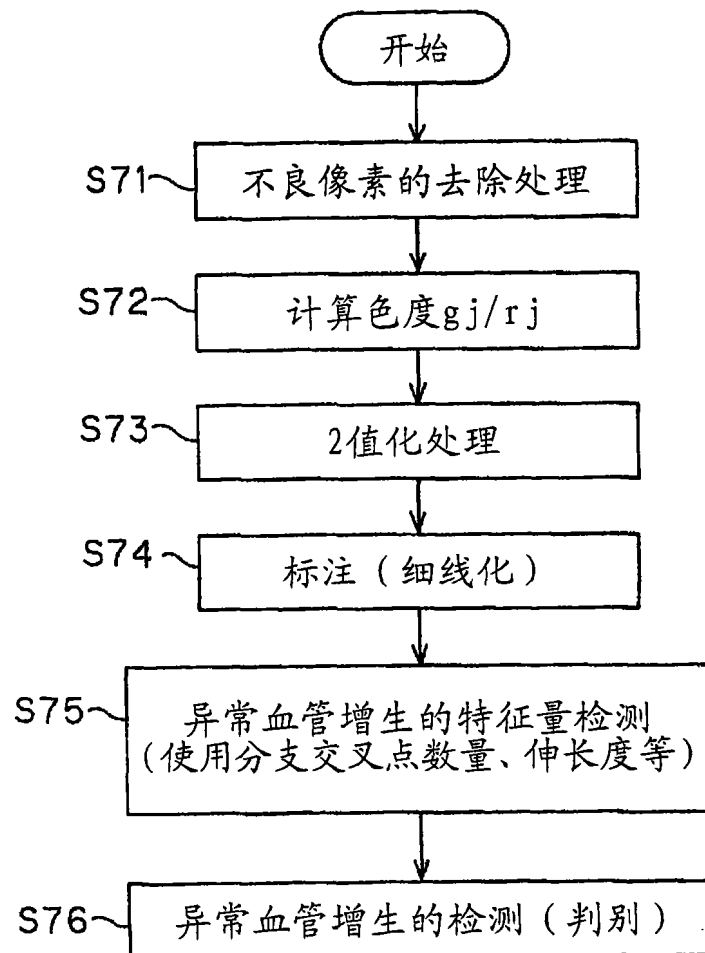 开始
S71
不良像素的去除处理
S72
计算色度gj/rj
S73
2值化处理
S74
标注（细线化）
S75
异常血管增生的特征量检测
（使用分支交叉点数量、伸长度等）
S76
异常血管增生的检测（判别）